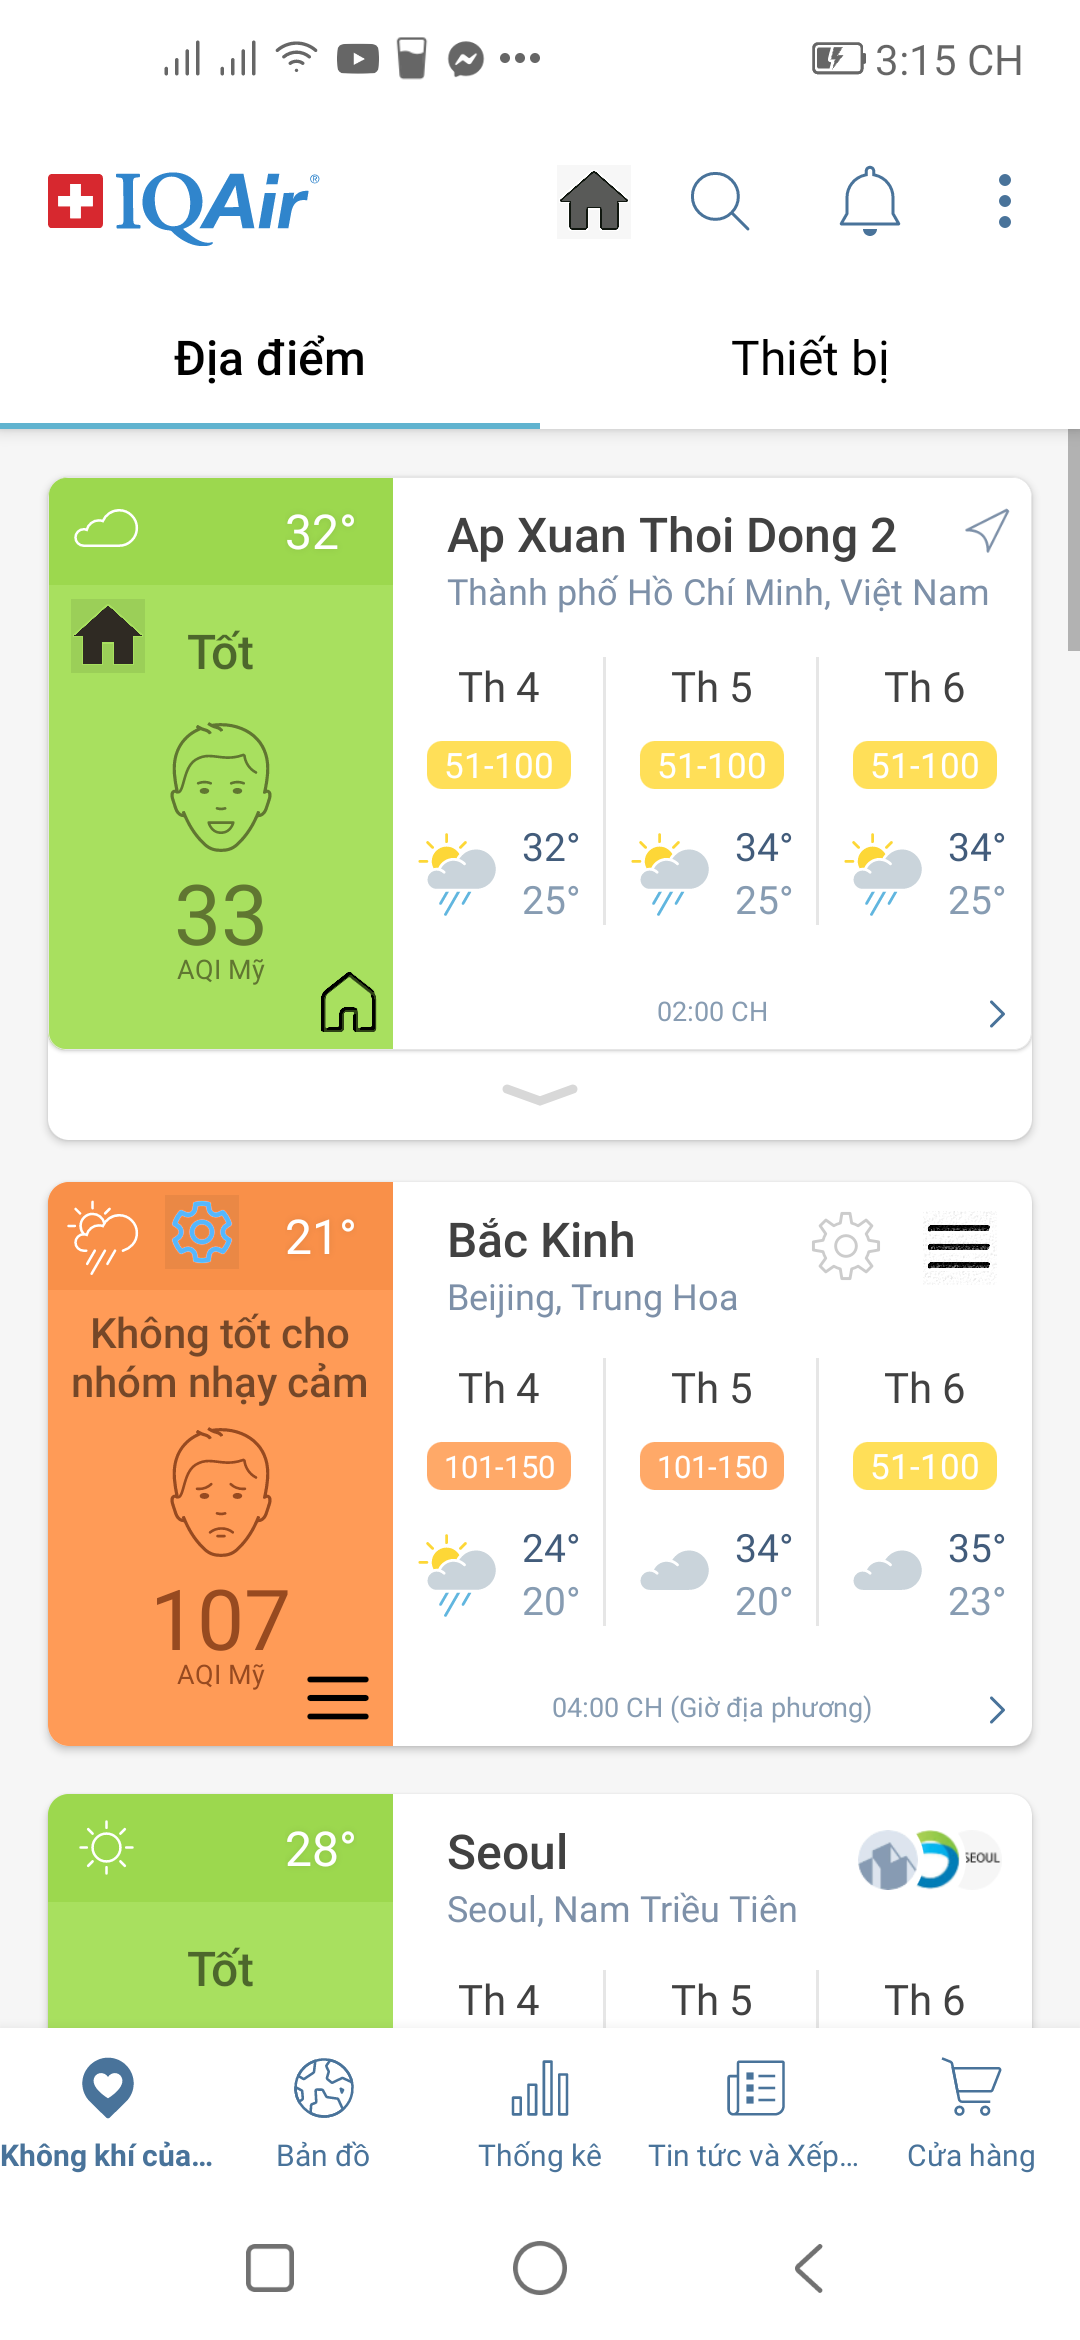 3:15 CH
IQAir®
Địa điểm
Thiết bị
32°
Ap Xuan Thoi Dong 2
Thành phố Hồ Chí Minh, Việt Nam
Tốt
33
AQI Mỹ
Th 4
Th 5
Th 6
51-100
51-100
51-100
32°
34°
34°
25°
25°
25°
02:00 CH
21°
Bắc Kinh
Beijing, Trung Hoa
Không tốt cho
nhóm nhạy cảm
107
AQI Mỹ
Th 4
Th 5
Th 6
101-150
101-150
51-100
24°
34°
35°
20°
20°
23°
04:00 CH (Giờ địa phương)
28°
Seoul
SEOUL
Seoul, Nam Triều Tiên
Tốt
Th 4
Th 5
Th 6
Không khí của...
Bản đồ
Thống kê
Tin tức và Xếp...
Cửa hàng